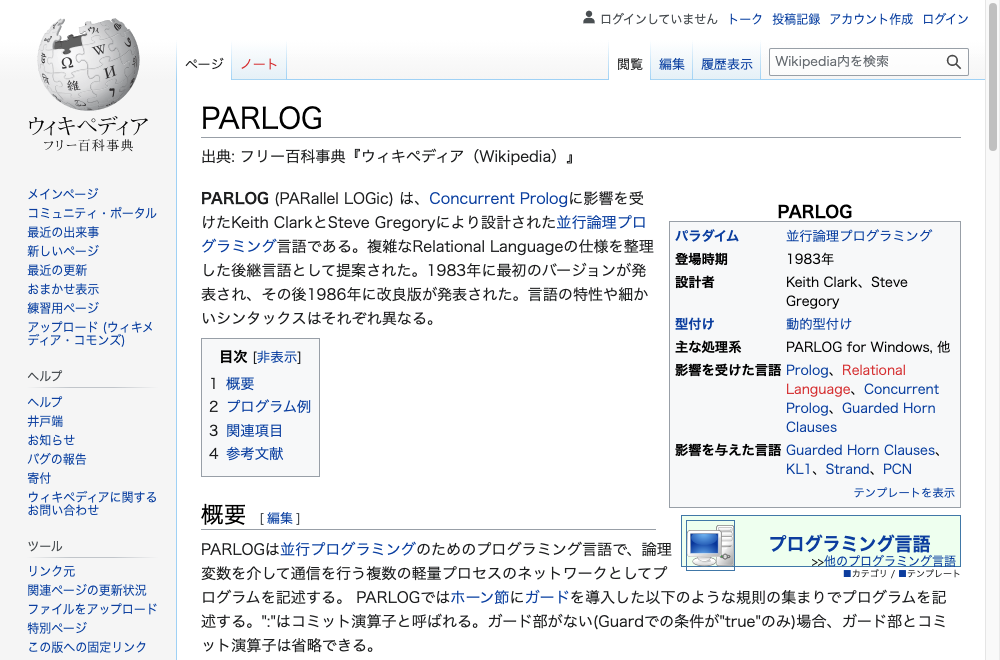 ログインしていません トーク 投稿記録 アカウント作成 ログイン
ページ ノート 閲覧 編集 履歴表示 Wikipedia内を検索
Ω W И 維
ウィキペディア
フリー百科事典
メインページ
コミュニティ・ポータル
最近の出来事
新しいページ
最近の更新
おまかせ表示
練習用ページ
アップロード (ウィキメ
ディア・コモンズ)
ヘルプ
ヘルプ
井戸端
お知らせ
バグの報告
寄付
ウィキペディアに関する
お問い合わせ
ツール
リンク元
関連ページの更新状況
ファイルをアップロード
特別ページ
この版への固定リンク
PARLOG
出典: フリー百科事典『ウィキペディア（Wikipedia）』
PARLOG (PARallel LOGic) は、Concurrent Prologに影響を受
けたKeith ClarkとSteve Gregoryにより設計された並行論理プロ
グラミング言語である。複雑なRelational Languageの仕様を整理
した後継言語として提案された。1983年に最初のバージョンが発
表され、その後1986年に改良版が発表された。言語の特性や細か
いシンタックスはそれぞれ異なる。
PARLOG
パラダイム 並行論理プログラミング
登場時期 1983年
設計者 Keith Clark、Steve
Gregory
型付け 動的型付け
主な処理系 PARLOG for Windows, 他
影響を受けた言語 Prolog、Relational
Language、Concurrent
Prolog、Guarded Horn
Clauses
影響を与えた言語 Guarded Horn Clauses、
KL1、Strand、PCN
テンプレートを表示
プログラミング言語
>>他のプログラミング言語
■カテゴリ / ■テンプレート
目次 [非表示]
1 概要
2 プログラム例
3 関連項目
4 参考文献
概要 [ 編集 ]
PARLOGは並行プログラミングのためのプログラミング言語で、論理
変数を介して通信を行う複数の軽量プロセスのネットワークとしてプ
ログラムを記述する。 PARLOGではホーン節にガードを導入した以下のような規則の集まりでプログラムを記
述する。":"はコミット演算子と呼ばれる。ガード部がない(Guardでの条件が"true"のみ)場合、ガード部とコミ
ット演算子は省略できる。